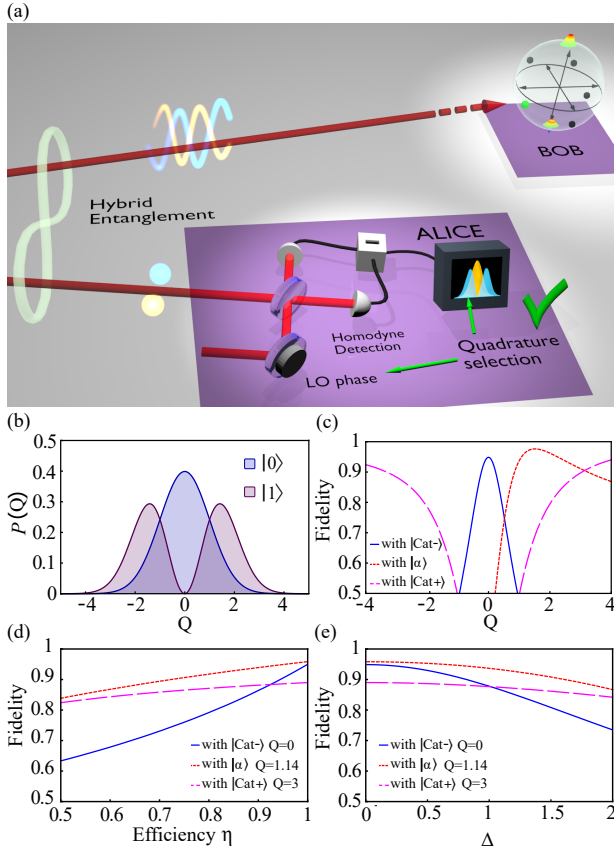 (a)
BOB
Hybrid
Entanglement
ALICE
Homodyne
Detection
Quadrature
selection
LO phase
(b)
0.5
0.4
0.3
0.2
0.1
0
P(Q)
|0⟩
|1⟩
-4 -2 0 2 4
Q
(c)
1
0.9
0.8
0.7
0.6
0.5
Fidelity
with |Cat-⟩
with |α⟩
with |Cat+⟩
-4 -2 0 2 4
Q
(d)
1
0.9
0.8
0.7
0.6
0.5
Fidelity
with |Cat-⟩ Q=0
with |α⟩ Q=1.14
with |Cat+⟩ Q=3
0.5 0.6 0.7 0.8 0.9 1
Efficiency η
(e)
1
0.9
0.8
0.7
0.6
0.5
Fidelity
with |Cat-⟩ Q=0
with |α⟩ Q=1.14
with |Cat+⟩ Q=3
0 0.5 1 1.5 2
Δ